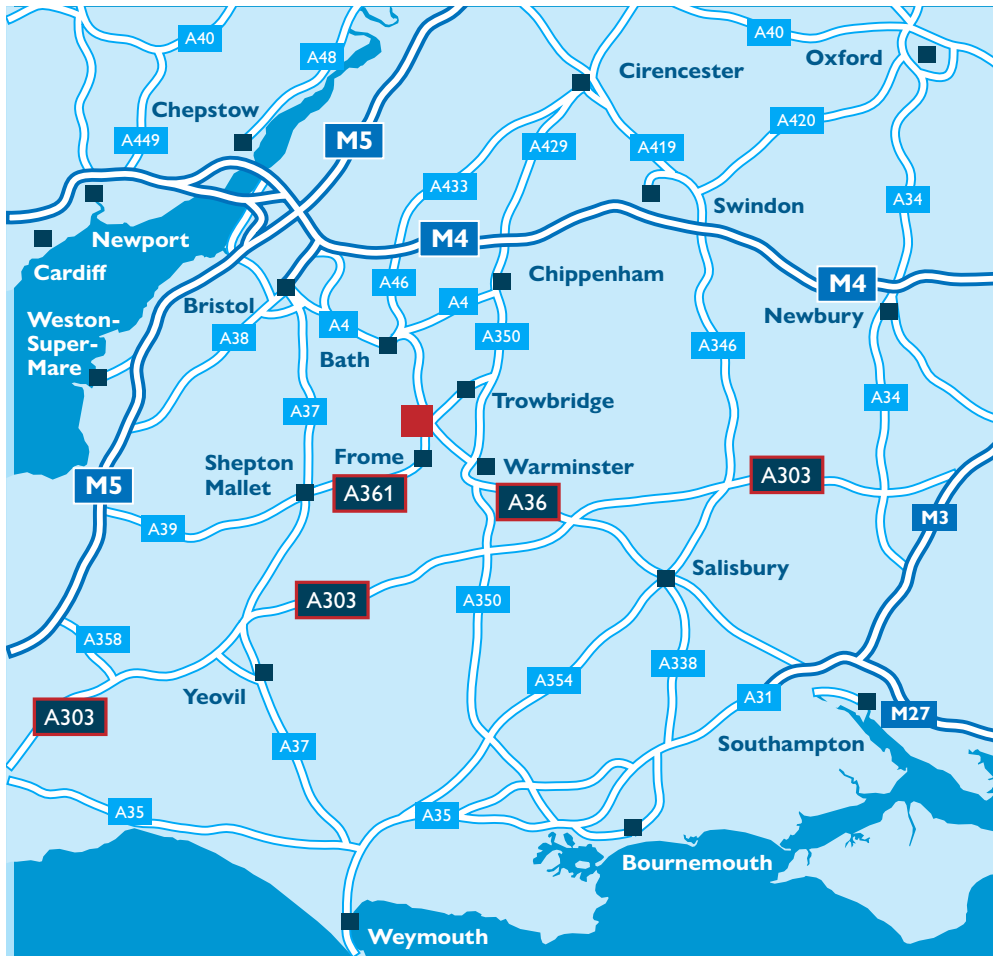 A40
A40
Oxford
A48
Cirencester
Chepstow
A420
A449
M5
A429
A419
A433
A34
Swindon
Newport
M4
Cardiff
Chippenham
A46
M4
Bristol
A4
Newbury
Weston-
Super-
Mare
A38
A4
A350
A346
Bath
Trowbridge
A34
A37
Shepton
Mallet
Frome
Warminster
M5
A361
A36
A303
M3
A39
Salisbury
A303
A350
A358
A338
A354
Yeovil
A31
A303
M27
A37
Southampton
A35
A35
Bournemouth
Weymouth